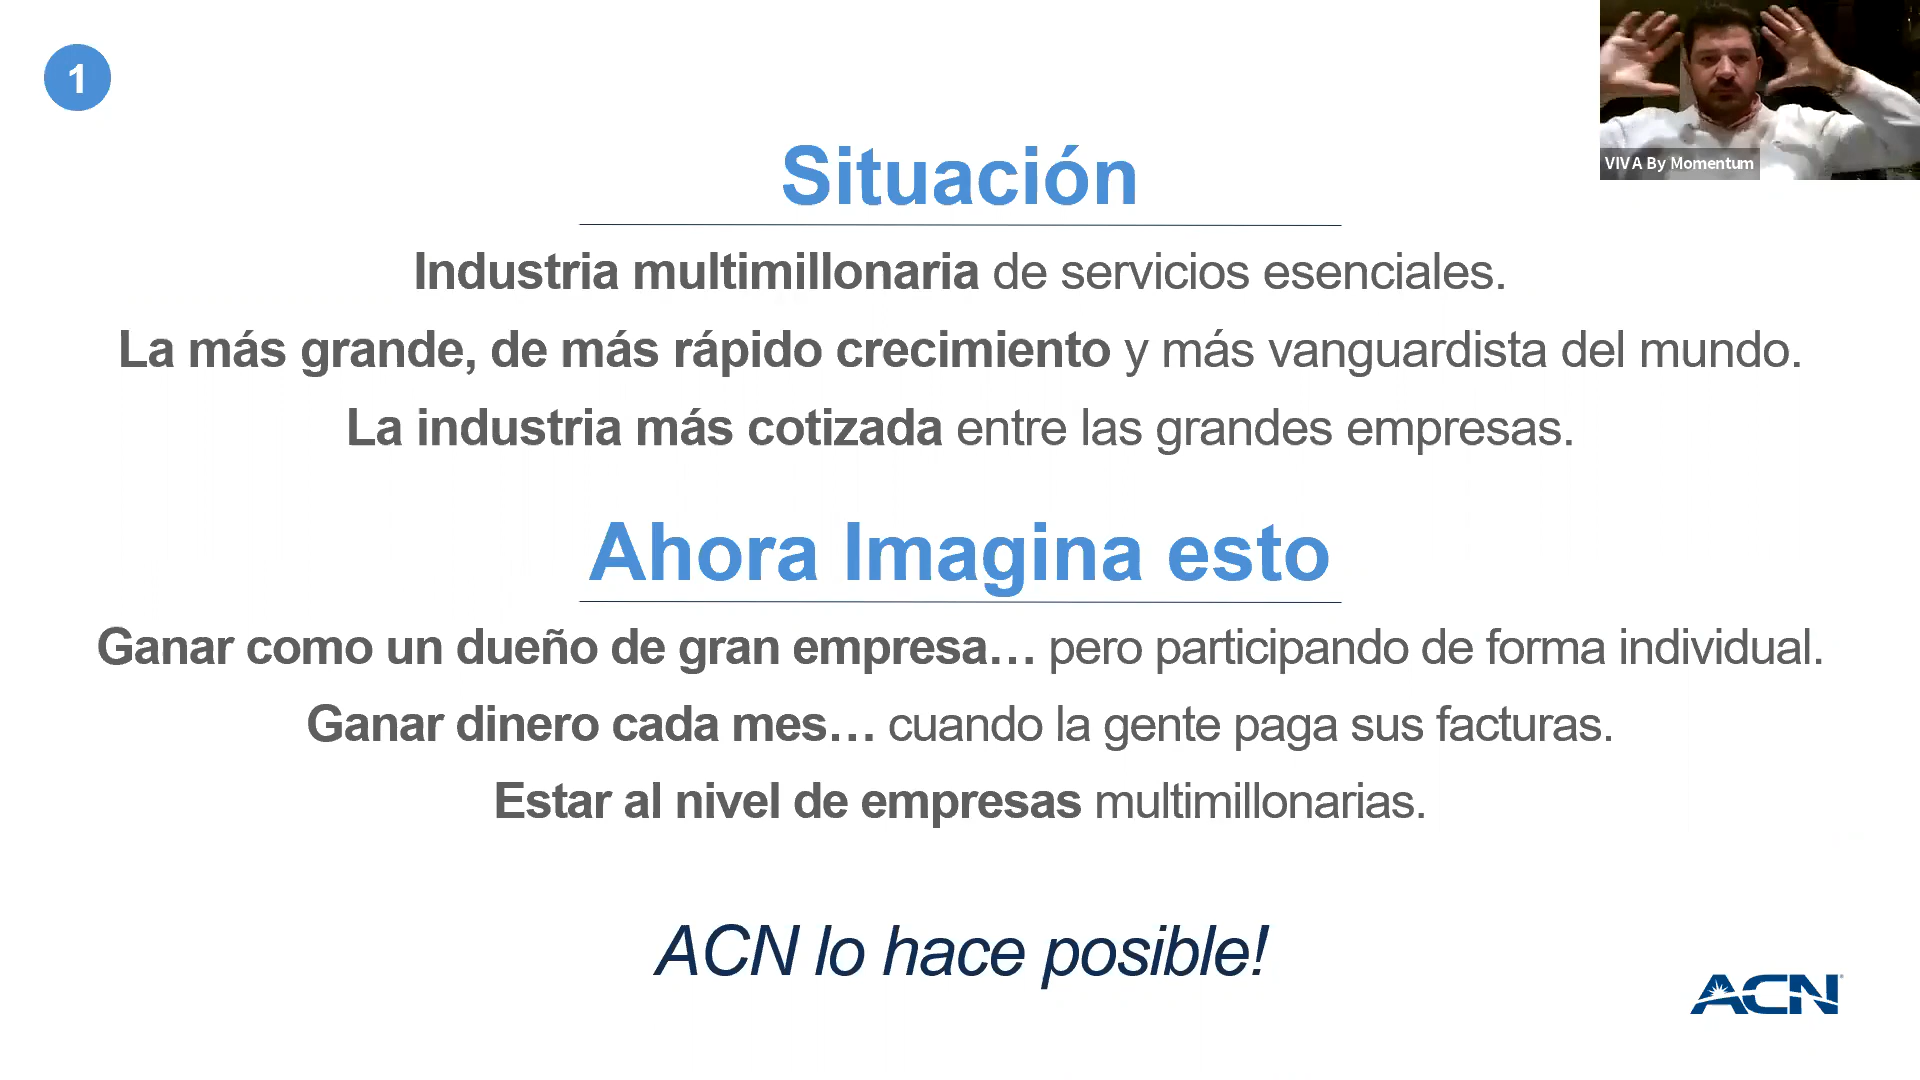 1
VIVA By Momentum
Situación
Industria multimillonaria de servicios esenciales.
La más grande, de más rápido crecimiento y más vanguardista del mundo.
La industria más cotizada entre las grandes empresas.
Ahora Imagina esto
Ganar como un dueño de gran empresa… pero participando de forma individual.
Ganar dinero cada mes… cuando la gente paga sus facturas.
Estar al nivel de empresas multimillonarias.
ACN lo hace posible!
ACN